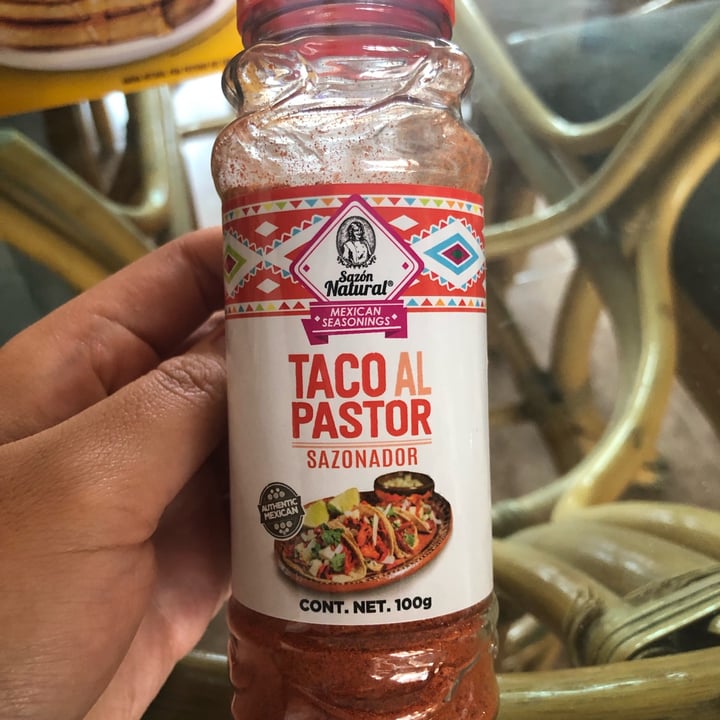 Sazón
Natural®
MEXICAN
SEASONINGS
TACO AL
PASTOR
SAZONADOR
AUTHENTIC
MEXICAN
CONT. NET. 100g